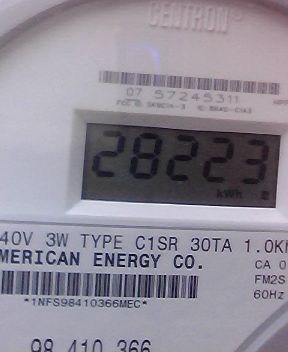 CENTRON®
07 57245311
28223
kWh
40V 3W TYPE C1SR 30TA 1.0K
MERICAN ENERGY CO.
CA 0
FM2S
60Hz
*1NFS98410366MEC*
98 410 366